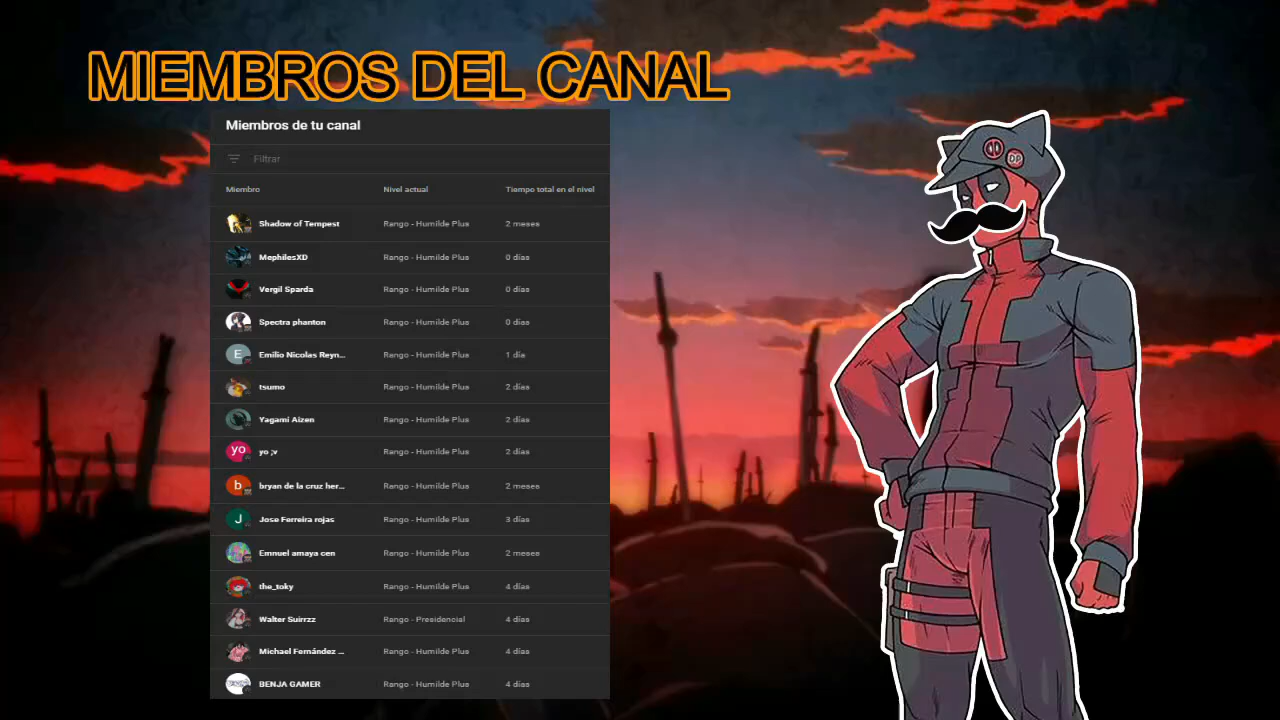 MIEMBROS DEL CANAL
Miembros de tu canal
Filtrar
Miembro Nivel actual Tiempo total en el nivel
Shadow of Tempest Rango - Humilde Plus 2 meses
MephilesXD Rango - Humilde Plus 0 días
Vergil Sparda Rango - Humilde Plus 0 días
Spectra phanton Rango - Humilde Plus 0 días
E Emilio Nicolas Reyn... Rango - Humilde Plus 1 día
tsumo Rango - Humilde Plus 2 días
Yagami Aizen Rango - Humilde Plus 2 días
yo yo ;v Rango - Humilde Plus 2 días
b bryan de la cruz her... Rango - Humilde Plus 2 meses
J Jose Ferreira rojas Rango - Humilde Plus 3 días
Emnuel amaya cen Rango - Humilde Plus 2 meses
the_toky Rango - Humilde Plus 4 días
Walter Suirrzz Rango - Presidencial 4 días
Michael Fernández ... Rango - Humilde Plus 4 días
BENJA GAMER Rango - Humilde Plus 4 días
DP